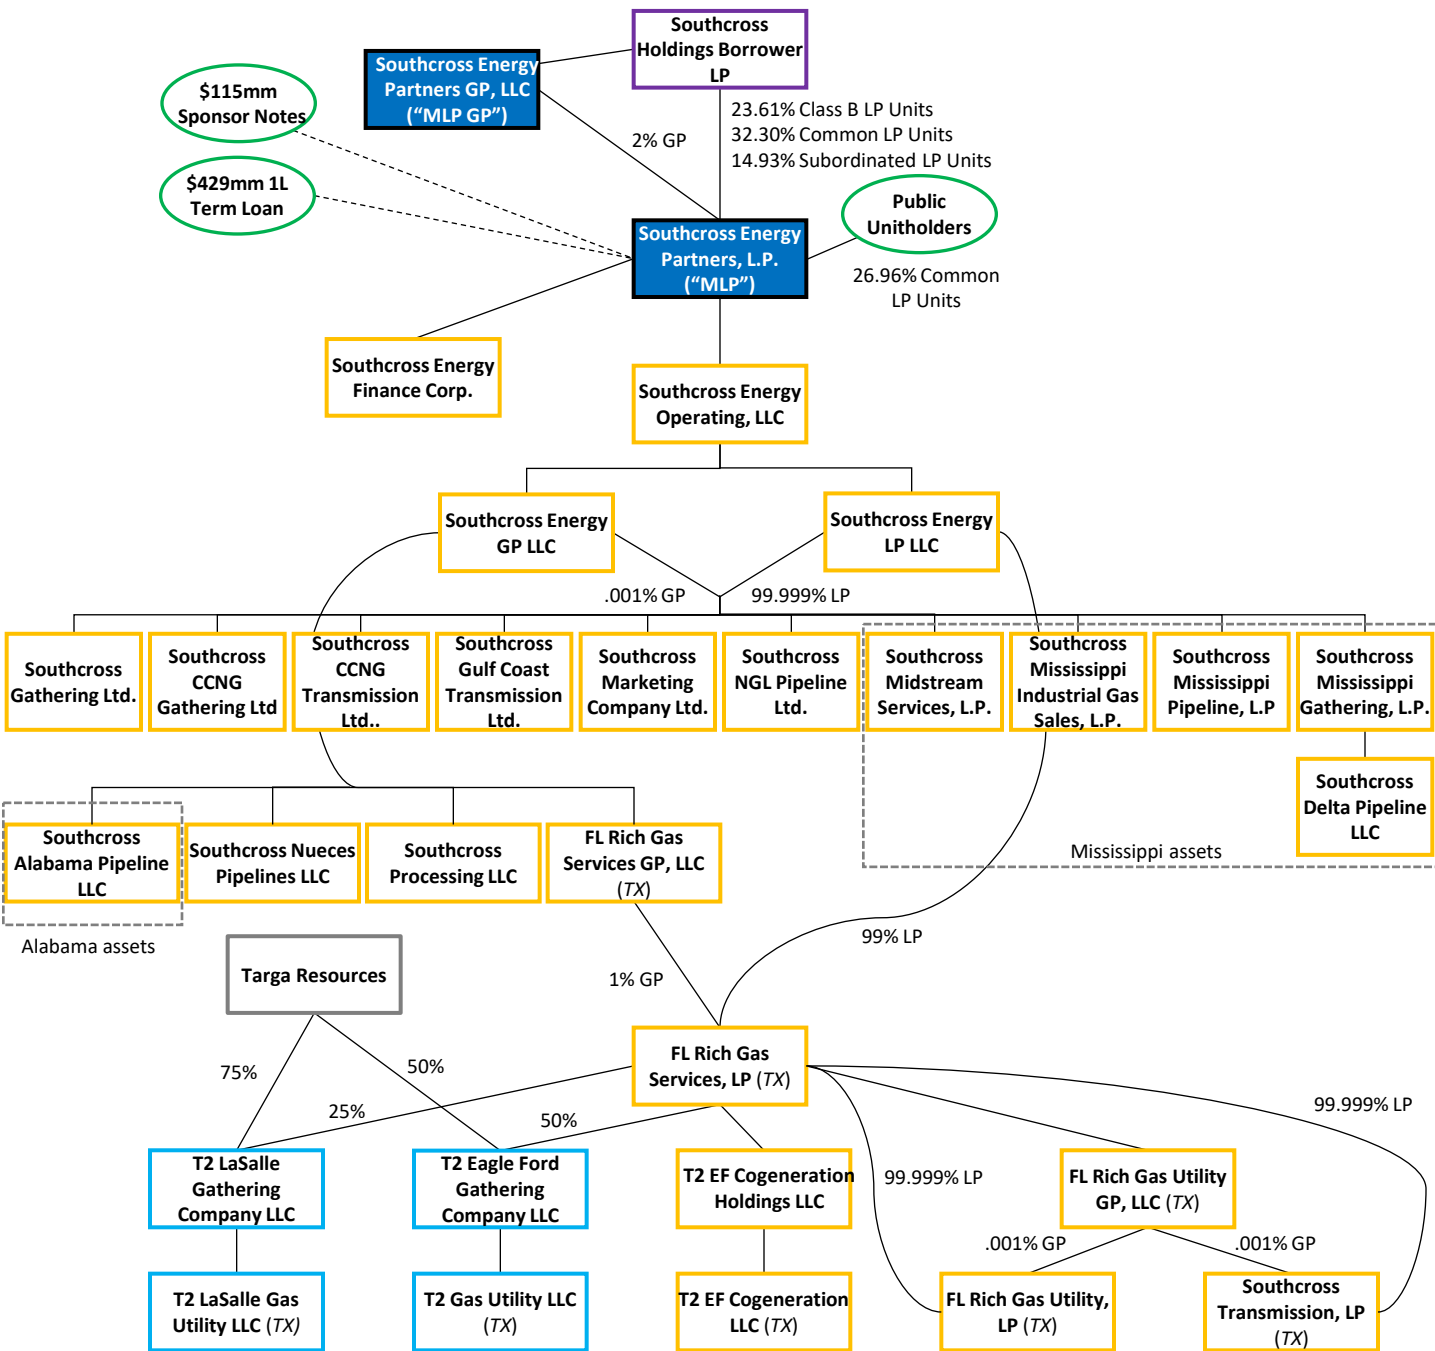 Southcross
Holdings Borrower
LP
Southcross Energy
Partners GP, LLC
(“MLP GP”)
$115mm
Sponsor Notes
23.61% Class B LP Units
32.30% Common LP Units
14.93% Subordinated LP Units
2% GP
$429mm 1L
Term Loan
Public
Unitholders
Southcross Energy
Partners, L.P.
(“MLP”)
26.96% Common
LP Units
Southcross Energy
Finance Corp.
Southcross Energy
Operating, LLC
Southcross Energy
GP LLC
Southcross Energy
LP LLC
.001% GP
99.999% LP
Southcross
Gathering Ltd.
Southcross
CCNG
Gathering Ltd
Southcross
CCNG
Transmission
Ltd..
Southcross
Gulf Coast
Transmission
Ltd.
Southcross
Marketing
Company Ltd.
Southcross
NGL Pipeline
Ltd.
Southcross
Midstream
Services, L.P.
Southcross
Mississippi
Industrial Gas
Sales, L.P.
Southcross
Mississippi
Pipeline, L.P
Southcross
Mississippi
Gathering, L.P.
Southcross
Delta Pipeline
LLC
Mississippi assets
Southcross
Alabama Pipeline
LLC
Southcross Nueces
Pipelines LLC
Southcross
Processing LLC
FL Rich Gas
Services GP, LLC
(TX)
Alabama assets
99% LP
Targa Resources
1% GP
FL Rich Gas
Services, LP (TX)
75%
50%
25%
50%
99.999% LP
T2 LaSalle
Gathering
Company LLC
T2 Eagle Ford
Gathering
Company LLC
T2 EF Cogeneration
Holdings LLC
99.999% LP
FL Rich Gas Utility
GP, LLC (TX)
.001% GP
.001% GP
T2 LaSalle Gas
Utility LLC (TX)
T2 Gas Utility LLC
(TX)
T2 EF Cogeneration
LLC (TX)
FL Rich Gas Utility,
LP (TX)
Southcross
Transmission, LP
(TX)